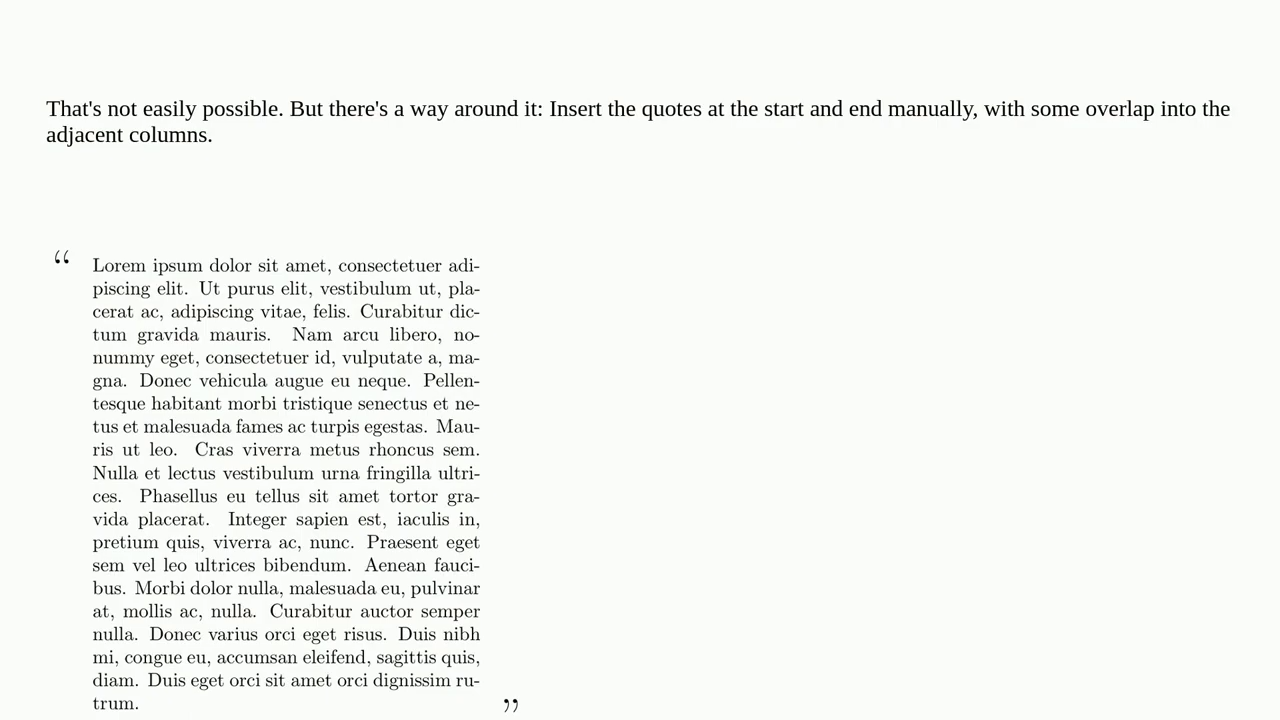 That's not easily possible. But there's a way around it: Insert the quotes at the start and end manually, with some overlap into the
adjacent columns.
“ Lorem ipsum dolor sit amet, consectetuer adi-
piscing elit. Ut purus elit, vestibulum ut, pla-
cerat ac, adipiscing vitae, felis. Curabitur dic-
tum gravida mauris. Nam arcu libero, no-
nummy eget, consectetuer id, vulputate a, ma-
gna. Donec vehicula augue eu neque. Pellen-
tesque habitant morbi tristique senectus et ne-
tus et malesuada fames ac turpis egestas. Mau-
ris ut leo. Cras viverra metus rhoncus sem.
Nulla et lectus vestibulum urna fringilla ultri-
ces. Phasellus eu tellus sit amet tortor gra-
vida placerat. Integer sapien est, iaculis in,
pretium quis, viverra ac, nunc. Praesent eget
sem vel leo ultrices bibendum. Aenean fauci-
bus. Morbi dolor nulla, malesuada eu, pulvinar
at, mollis ac, nulla. Curabitur auctor semper
nulla. Donec varius orci eget risus. Duis nibh
mi, congue eu, accumsan eleifend, sagittis quis,
diam. Duis eget orci sit amet orci dignissim ru-
trum. ”